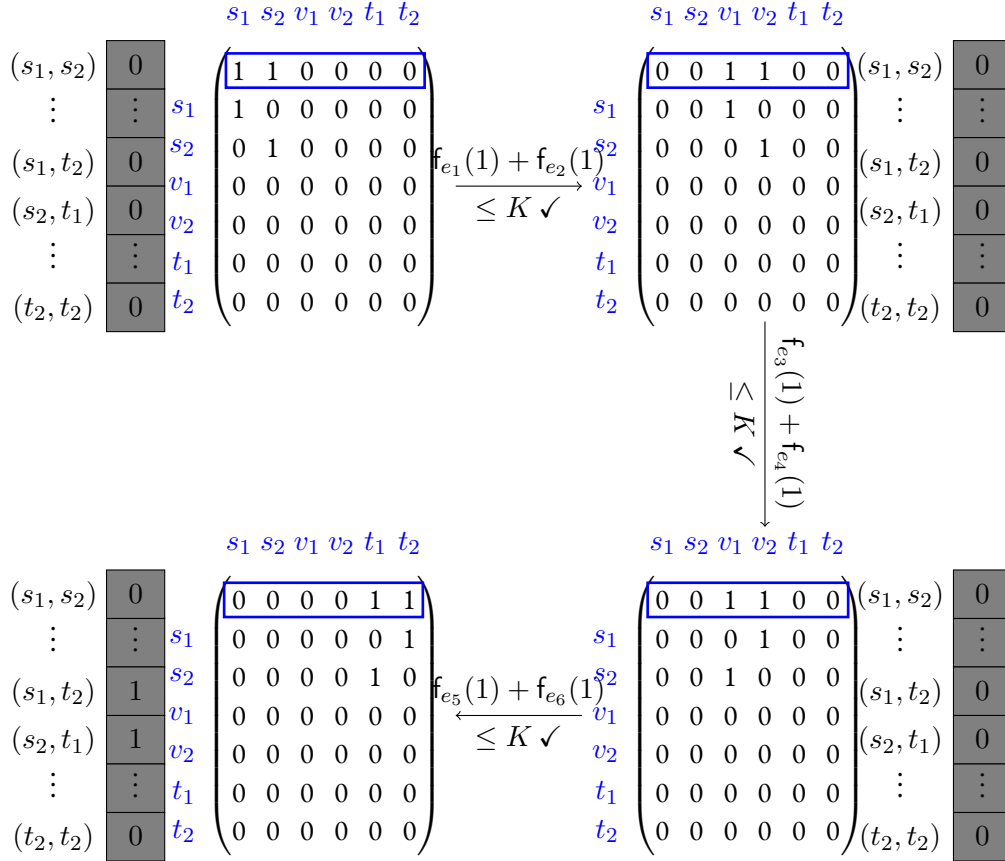 s₁ s₂ v₁ v₂ t₁ t₂
(s₁, s₂) 0
⋮ ⋮
(s₁, t₂) 0
(s₂, t₁) 0
⋮ ⋮
(t₂, t₂) 0
1 1 0 0 0 0
s₁ 1 0 0 0 0 0
s₂ 0 1 0 0 0 0
v₁ 0 0 0 0 0 0
v₂ 0 0 0 0 0 0
t₁ 0 0 0 0 0 0
t₂ 0 0 0 0 0 0
f_{e₁}(1) + f_{e₂}(1)
≤ K ✓
s₁ s₂ v₁ v₂ t₁ t₂
0 0 1 1 0 0
s₁ 0 0 1 0 0 0
s₂ 0 0 0 1 0 0
v₁ 0 0 0 0 0 0
v₂ 0 0 0 0 0 0
t₁ 0 0 0 0 0 0
t₂ 0 0 0 0 0 0
(s₁, s₂) 0
⋮ ⋮
(s₁, t₂) 0
(s₂, t₁) 0
⋮ ⋮
(t₂, t₂) 0
f_{e₃}(1) + f_{e₄}(1)
≤ K ✓
s₁ s₂ v₁ v₂ t₁ t₂
0 0 1 1 0 0
s₁ 0 0 0 1 0 0
s₂ 0 0 1 0 0 0
v₁ 0 0 0 0 0 0
v₂ 0 0 0 0 0 0
t₁ 0 0 0 0 0 0
t₂ 0 0 0 0 0 0
(s₁, s₂) 0
⋮ ⋮
(s₁, t₂) 0
(s₂, t₁) 0
⋮ ⋮
(t₂, t₂) 0
f_{e₅}(1) + f_{e₆}(1)
≤ K ✓
s₁ s₂ v₁ v₂ t₁ t₂
(s₁, s₂) 0
⋮ ⋮
(s₁, t₂) 1
(s₂, t₁) 1
⋮ ⋮
(t₂, t₂) 0
0 0 0 0 1 1
s₁ 0 0 0 0 0 1
s₂ 0 0 0 0 1 0
v₁ 0 0 0 0 0 0
v₂ 0 0 0 0 0 0
t₁ 0 0 0 0 0 0
t₂ 0 0 0 0 0 0